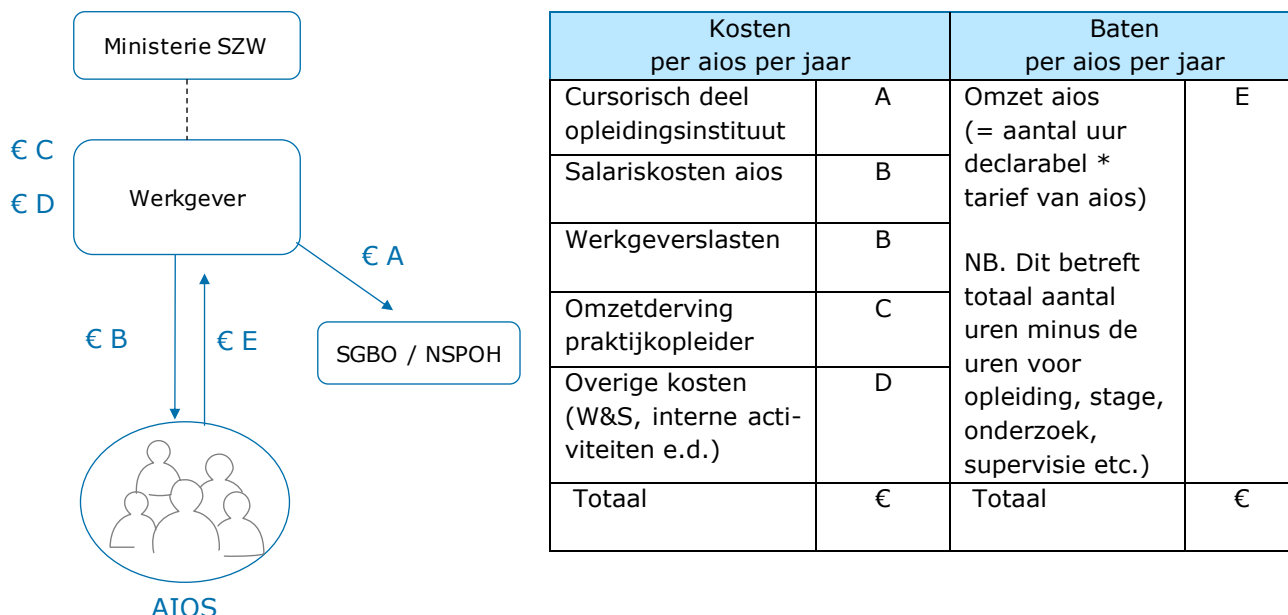 Ministerie SZW
€ C
€ D
Werkgever
€ A
€ B
€ E
SGBO / NSPOH
AIOS
Kosten
per aios per jaar
Baten
per aios per jaar
Cursorisch deel
opleidingsinstituut
A
Omzet aios
(= aantal uur
declarabel *
tarief van aios)
NB. Dit betreft
totaal aantal
uren minus de
uren voor
opleiding, stage,
onderzoek,
supervisie etc.)
E
Salariskosten aios
B
Werkgeverslasten
B
Omzetderving
praktijkopleider
C
Overige kosten
(W&S, interne acti-
viteiten e.d.)
D
Totaal
€
Totaal
€